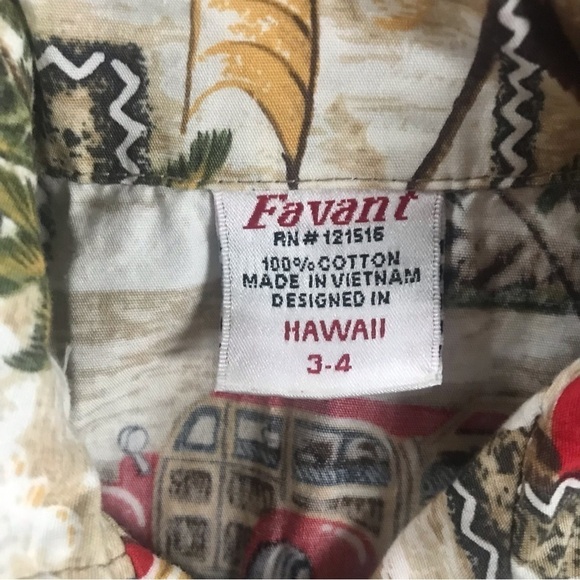 Favant
RN# 121516
100% COTTON
MADE IN VIETNAM
DESIGNED IN
HAWAII
3-4